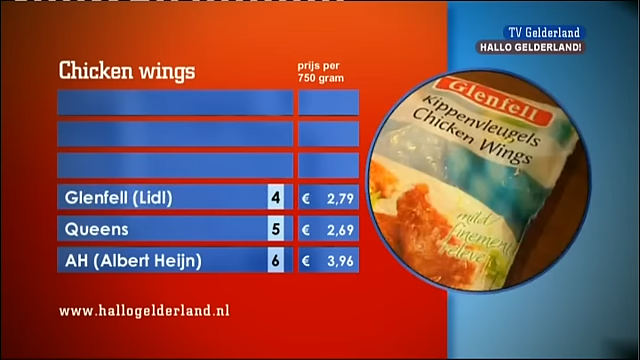 TV Gelderland
HALLO GELDERLAND!
Chicken wings
prijs per
750 gram
Glenfell (Lidl) 4 € 2,79
Queens 5 € 2,69
AH (Albert Heijn) 6 € 3,96
www.hallogelderland.nl
Glenfell
Kippenvleugels
Chicken Wings
mild